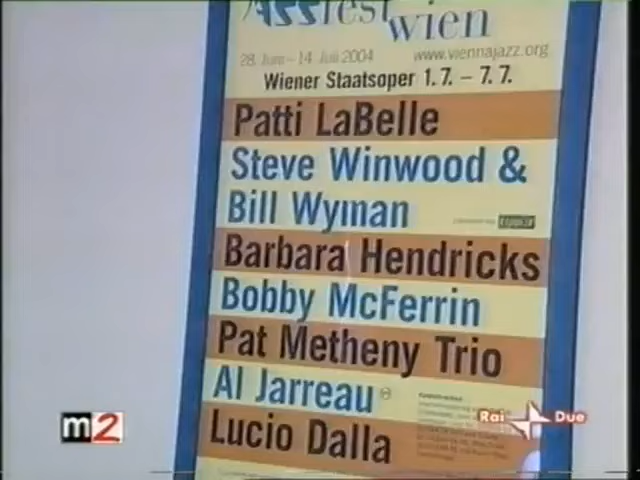 Jazzfest
wien
28. Juni - 14. Juli 2004 www.viennajazz.org
Wiener Staatsoper 1.7. – 7.7.
Patti LaBelle
Steve Winwood &
Bill Wyman
Barbara Hendricks
Bobby McFerrin
Pat Metheny Trio
Al Jarreau
Lucio Dalla
m2
Rai Due